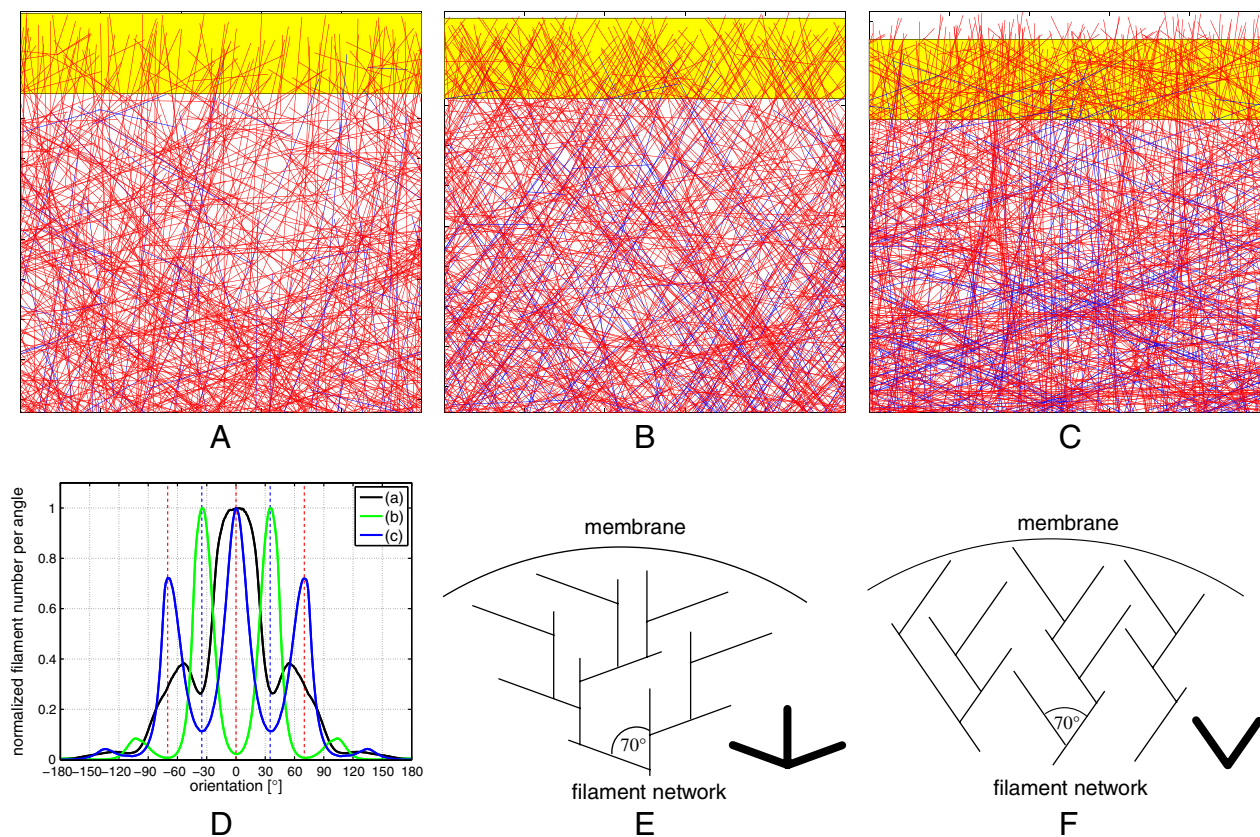 A
B
C
normalized filament number per angle
1
0.8
0.6
0.4
0.2
0
(a)
(b)
(c)
−180−150−120 −90 −60 −30 0 30 60 90 120 150 180
orientation [°]
D
membrane
70°
filament network
E
membrane
70°
filament network
F